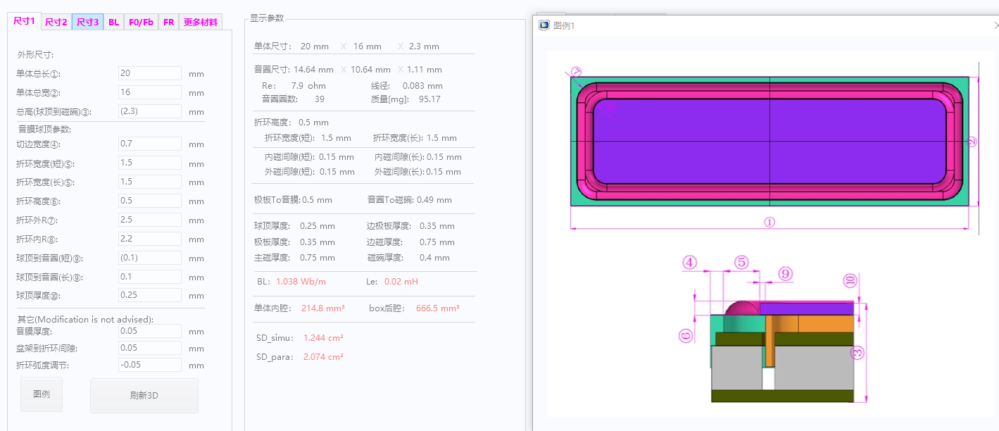 尺寸1 尺寸2 尺寸3 BL F0/Fb FR 更多材料
外形尺寸:
单体总长①: 20 mm
单体总宽②: 16 mm
总高(球顶到磁碗)③: (2.3) mm
音膜球顶参数:
切边宽度④: 0.7 mm
折环宽度(短)⑤: 1.5 mm
折环宽度(长)⑤: 1.5 mm
折环高度⑥: 0.5 mm
折环外R⑦: 2.5 mm
折环内R⑧: 2.2 mm
球顶到音圈(短)⑨: (0.1) mm
球顶到音圈(长)⑨: 0.1 mm
球顶厚度⑩: 0.25 mm
其它(Modification is not advised):
音膜厚度: 0.05 mm
盆架到折环间隙: 0.05 mm
折环弧度调节: -0.05 mm
图例 刷新3D
显示参数
单体尺寸: 20 mm X 16 mm X 2.3 mm
音圈尺寸: 14.64 mm X 10.64 mm X 1.11 mm
Re: 7.9 ohm 线径: 0.083 mm
音圈圈数: 39 质量[mg]: 95.17
折环高度: 0.5 mm
折环宽度(短): 1.5 mm 折环宽度(长): 1.5 mm
内磁间隙(短): 0.15 mm 内磁间隙(长): 0.15 mm
外磁间隙(短): 0.15 mm 外磁间隙(长): 0.15 mm
极板To音膜: 0.5 mm 音圈To磁碗: 0.49 mm
球顶厚度: 0.25 mm 边极板厚度: 0.35 mm
极板厚度: 0.35 mm 边磁厚度: 0.75 mm
主磁厚度: 0.75 mm 磁碗厚度: 0.4 mm
BL: 1.038 Wb/m Le: 0.02 mH
单体内腔: 214.8 mm³ box后腔: 666.5 mm³
SD_simu: 1.244 cm²
SD_para: 2.074 cm²
图例1
⑦
⑧
②
①
④ ⑤ ⑨ ⑩
⑥ ③